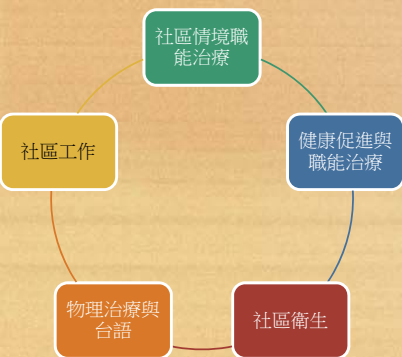 社區情境職
能治療
健康促進與
職能治療
社區衛生
物理治療與
台語
社區工作